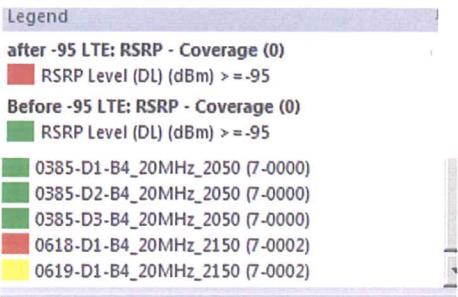 Legend
after -95 LTE: RSRP - Coverage (0)
RSRP Level (DL) (dBm) >=-95
Before -95 LTE: RSRP - Coverage (0)
RSRP Level (DL) (dBm) >=-95
0385-D1-B4_20MHz_2050 (7-0000)
0385-D2-B4_20MHz_2050 (7-0000)
0385-D3-B4_20MHz_2050 (7-0000)
0618-D1-B4_20MHz_2150 (7-0002)
0619-D1-B4_20MHz_2150 (7-0002)